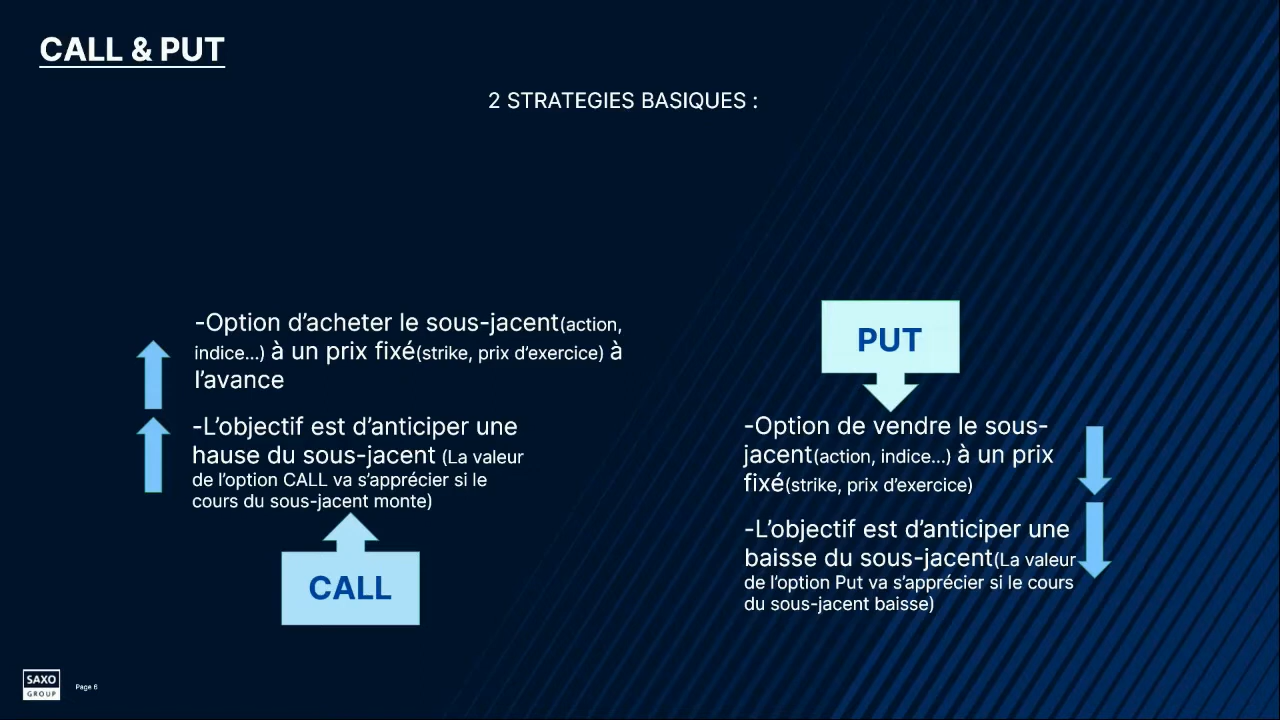 CALL & PUT
2 STRATEGIES BASIQUES :
-Option d’acheter le sous-jacent(action,
indice...) à un prix fixé(strike, prix d’exercice) à
l’avance
-L’objectif est d’anticiper une
hause du sous-jacent (La valeur
de l’option CALL va s’apprécier si le
cours du sous-jacent monte)
CALL
PUT
-Option de vendre le sous-
jacent(action, indice...) à un prix
fixé(strike, prix d’exercice)
-L’objectif est d’anticiper une
baisse du sous-jacent(La valeur
de l’option Put va s’apprécier si le cours
du sous-jacent baisse)
SAXO
GROUP
Page 6